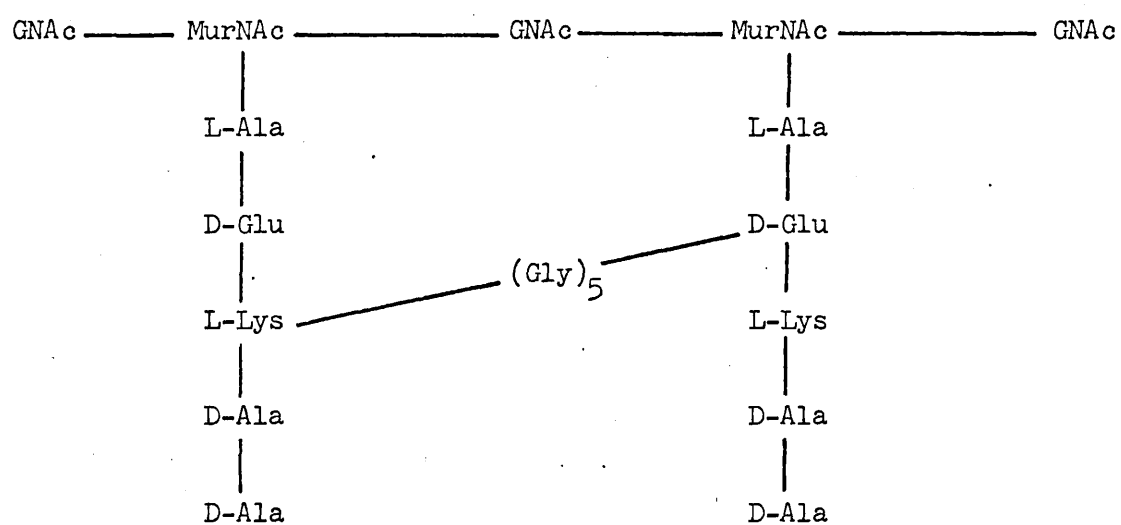 GNAc MurNAc GNAc MurNAc GNAc
L-Ala L-Ala
D-Glu D-Glu
(Gly)5
L-Lys L-Lys
D-Ala D-Ala
D-Ala D-Ala